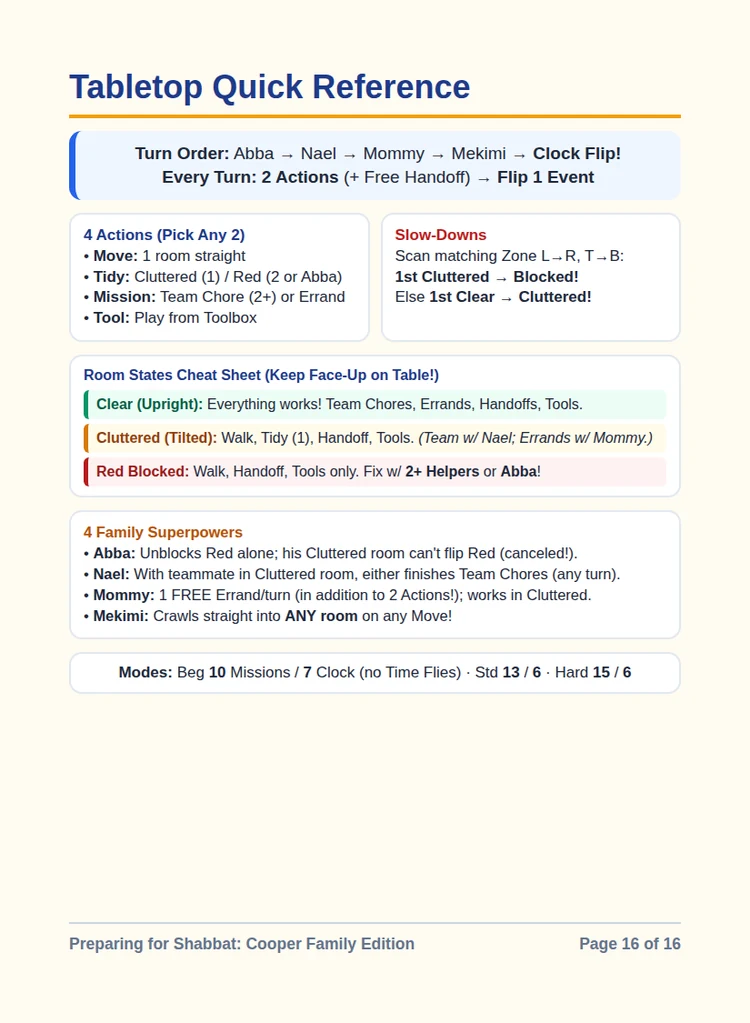 Tabletop Quick Reference
Turn Order: Abba → Nael → Mommy → Mekimi → Clock Flip!
Every Turn: 2 Actions (+ Free Handoff) → Flip 1 Event
4 Actions (Pick Any 2)
• Move: 1 room straight
• Tidy: Cluttered (1) / Red (2 or Abba)
• Mission: Team Chore (2+) or Errand
• Tool: Play from Toolbox
Slow-Downs
Scan matching Zone L→R, T→B:
1st Cluttered → Blocked!
Else 1st Clear → Cluttered!
Room States Cheat Sheet (Keep Face-Up on Table!)
Clear (Upright): Everything works! Team Chores, Errands, Handoffs, Tools.
Cluttered (Tilted): Walk, Tidy (1), Handoff, Tools. (Team w/ Nael; Errands w/ Mommy.)
Red Blocked: Walk, Handoff, Tools only. Fix w/ 2+ Helpers or Abba!
4 Family Superpowers
• Abba: Unblocks Red alone; his Cluttered room can't flip Red (canceled!).
• Nael: With teammate in Cluttered room, either finishes Team Chores (any turn).
• Mommy: 1 FREE Errand/turn (in addition to 2 Actions!); works in Cluttered.
• Mekimi: Crawls straight into ANY room on any Move!
Modes: Beg 10 Missions / 7 Clock (no Time Flies) · Std 13 / 6 · Hard 15 / 6
Preparing for Shabbat: Cooper Family Edition
Page 16 of 16